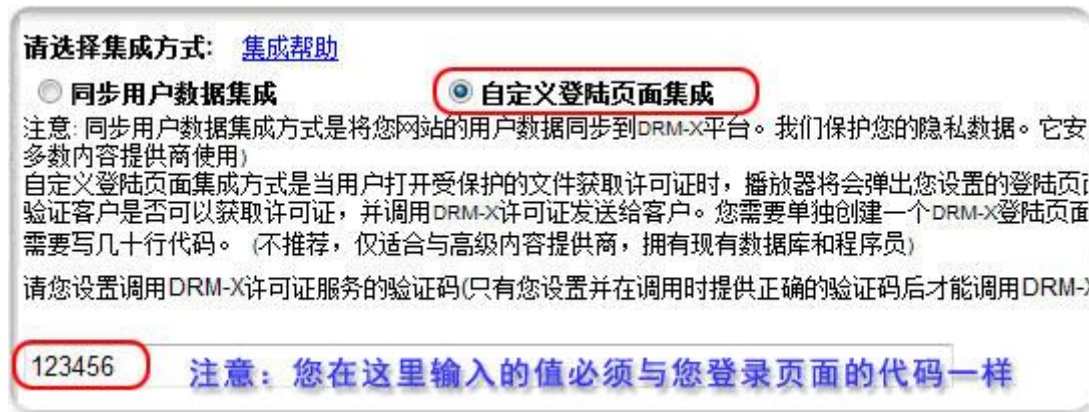 请选择集成方式: 集成帮助
同步用户数据集成 自定义登陆页面集成
注意: 同步用户数据集成方式是将您网站的用户数据同步到DRM-X平台。我们保护您的隐私数据。它安
多数内容提供商使用)
自定义登陆页面集成方式是当用户打开受保护的文件获取许可证时，播放器将会弹出您设置的登陆页
验证客户是否可以获取许可证，并调用DRM-X许可证发送给客户。您需要单独创建一个DRM-X登陆页面
需要写几十行代码。 (不推荐，仅适合与高级内容提供商，拥有现有数据库和程序员)
请您设置调用DRM-X许可证服务的验证码(只有您设置并在调用时提供正确的验证码后才能调用DRM-X
123456 注意：您在这里输入的值必须与您登录页面的代码一样